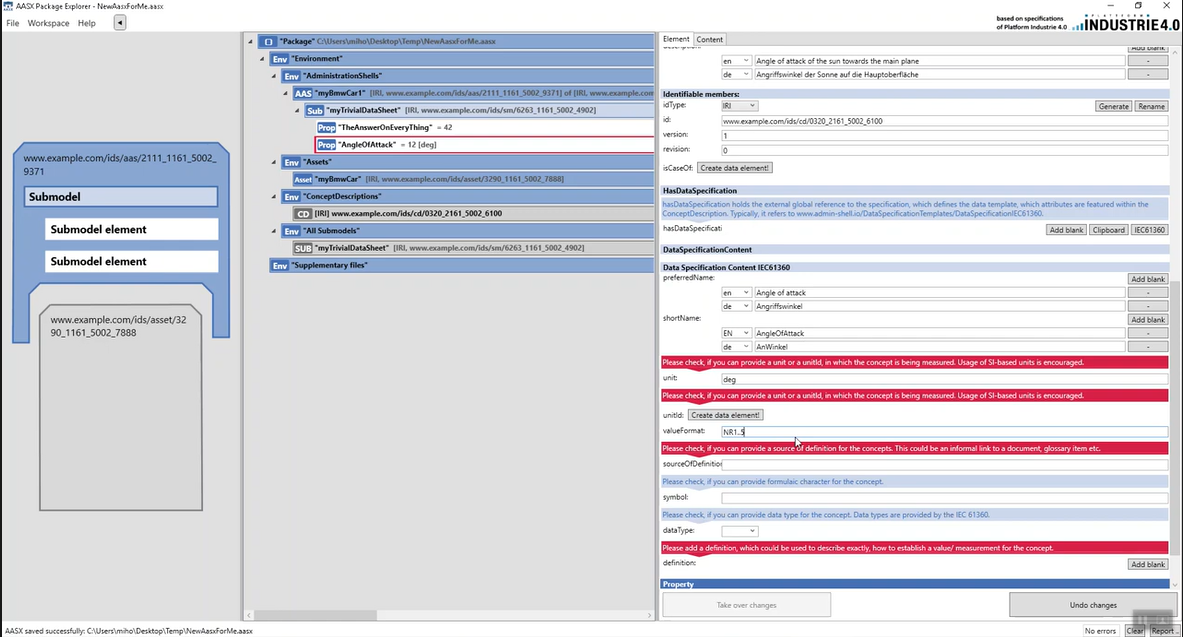 AASX Package Explorer - NewAasxForMe.aasx
File Workspace Help
based on specifications
of Platform Industrie 4.0
PLATTFORM
INDUSTRIE4.0
www.example.com/ids/aas/2111_1161_5002_
9371
Submodel
Submodel element
Submodel element
www.example.com/ids/asset/32
90_1161_5002_7888
"Package" C:\Users\miho\Desktop\Temp\NewAasxForMe.aasx
Env "Environment"
Env "AdministrationShells"
AAS "myBmwCar1" [IRI, www.example.com/ids/aas/2111_1161_5002_9371] of [IRI, www.example.com
Sub "myTrivialDataSheet" [IRI, www.example.com/ids/sm/6263_1161_5002_4902]
Prop "TheAnswerOnEveryThing" = 42
Prop "AngleOfAttack" = 12 [deg]
Env "Assets"
Asset "myBmwCar" [IRI, www.example.com/ids/asset/3290_1161_5002_7888]
Env "ConceptDescriptions"
CD [IRI] www.example.com/ids/cd/0320_2161_5002_6100
Env "All Submodels"
SUB "myTrivialDataSheet" [IRI, www.example.com/ids/sm/6263_1161_5002_4902]
Env "Supplementary files"
Element Content
description: Add blank
en Angle of attack of the sun towards the main plane -
de Angriffswinkel der Sonne auf die Hauptoberfläche -
Identifiable members:
idType: IRI Generate Rename
id: www.example.com/ids/cd/0320_2161_5002_6100
version: 1
revision: 0
isCaseOf: Create data element!
HasDataSpecification
hasDataSpecification holds the external global reference to the specification, which defines the data template, which attributes are featured within the
ConceptDescription. Typically, it refers to www.admin-shell.io/DataSpecificationTemplates/DataSpecificationIEC61360.
hasDataSpecificati Add blank Clipboard IEC61360
DataSpecificationContent
Data Specification Content IEC61360
preferredName: Add blank
en Angle of attack -
de Angriffswinkel -
shortName: Add blank
EN AngleOfAttack -
de AnWinkel -
Please check, if you can provide a unit or a unitId, in which the concept is being measured. Usage of SI-based units is encouraged.
unit: deg
Please check, if you can provide a unit or a unitId, in which the concept is being measured. Usage of SI-based units is encouraged.
unitId: Create data element!
valueFormat: NR1..5
Please check, if you can provide a source of definition for the concepts. This could be an informal link to a document, glossary item etc.
sourceOfDefinition
Please check, if you can provide formulaic character for the concept.
symbol:
Please check, if you can provide data type for the concept. Data types are provided by the IEC 61360.
dataType:
Please add a definition, which could be used to describe exactly, how to establish a value/ measurement for the concept.
definition: Add blank
Property
Take over changes Undo changes
AASX saved successfully: C:\Users\miho\Desktop\Temp\NewAasxForMe.aasx No errors Clear Report..